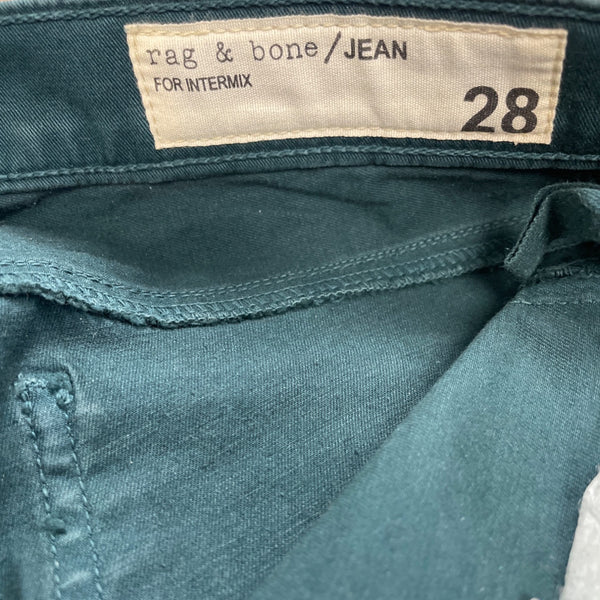 rag & bone/JEAN
FOR INTERMIX
28